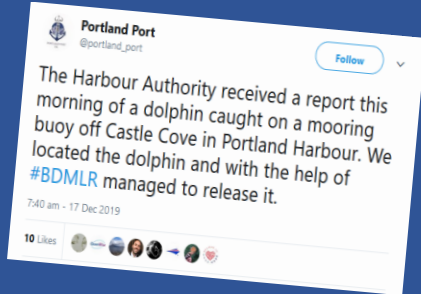 Portland Port
@portland_port
Follow
The Harbour Authority received a report this
morning of a dolphin caught on a mooring
buoy off Castle Cove in Portland Harbour. We
located the dolphin and with the help of
#BDMLR managed to release it.
7:40 am - 17 Dec 2019
10 Likes